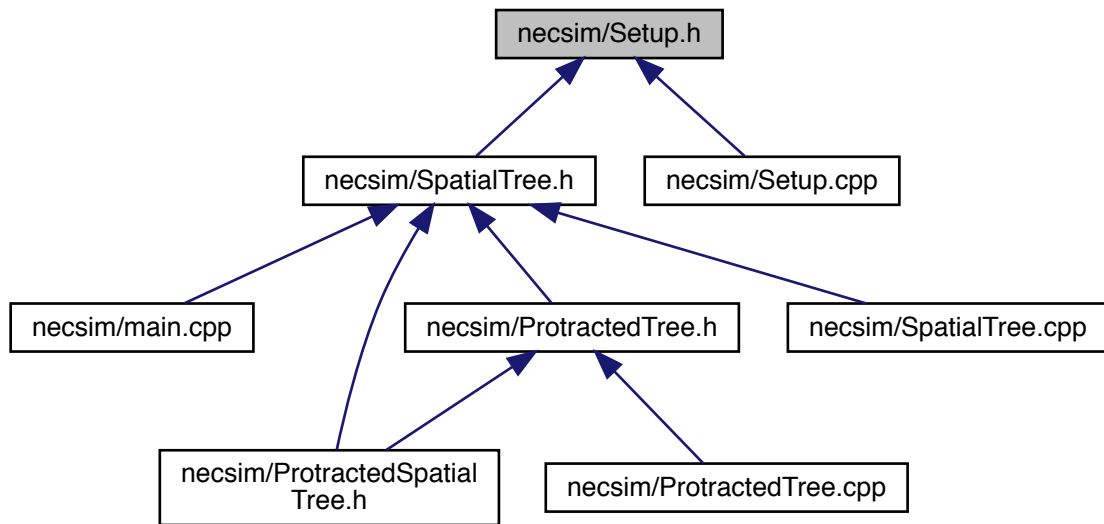 necsim/Setup.h
necsim/SpatialTree.h
necsim/Setup.cpp
necsim/main.cpp
necsim/ProtractedTree.h
necsim/SpatialTree.cpp
necsim/ProtractedSpatial
Tree.h
necsim/ProtractedTree.cpp